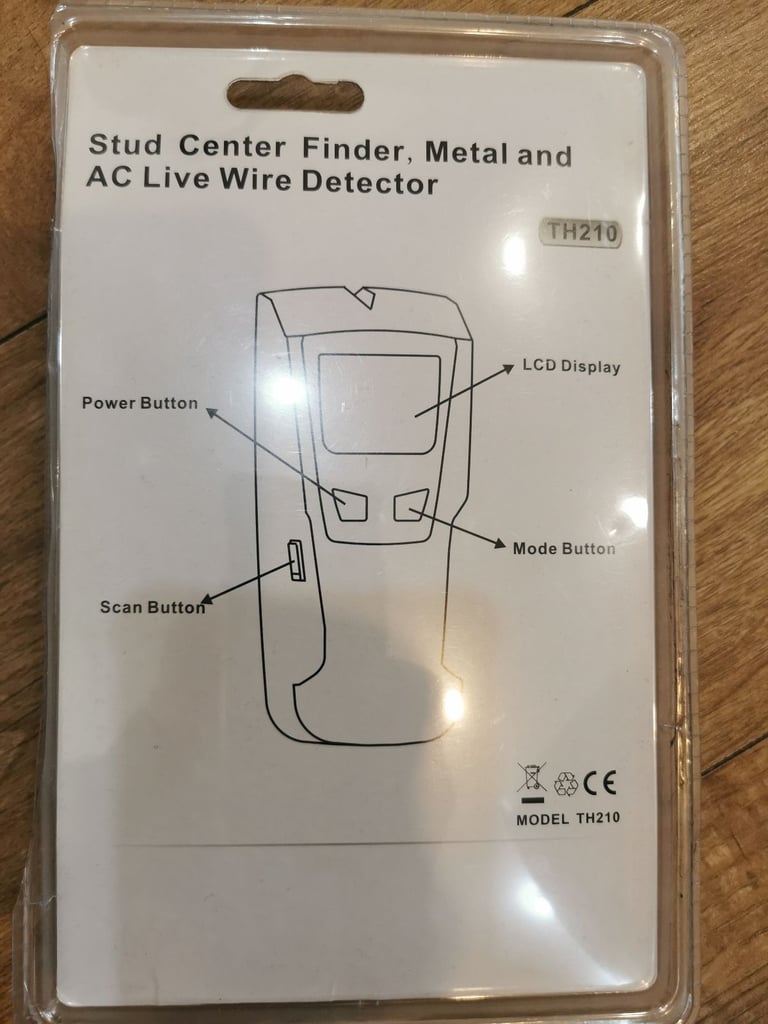 Stud Center Finder, Metal and
AC Live Wire Detector
TH210
LCD Display
Power Button
Mode Button
Scan Button
CE
MODEL TH210